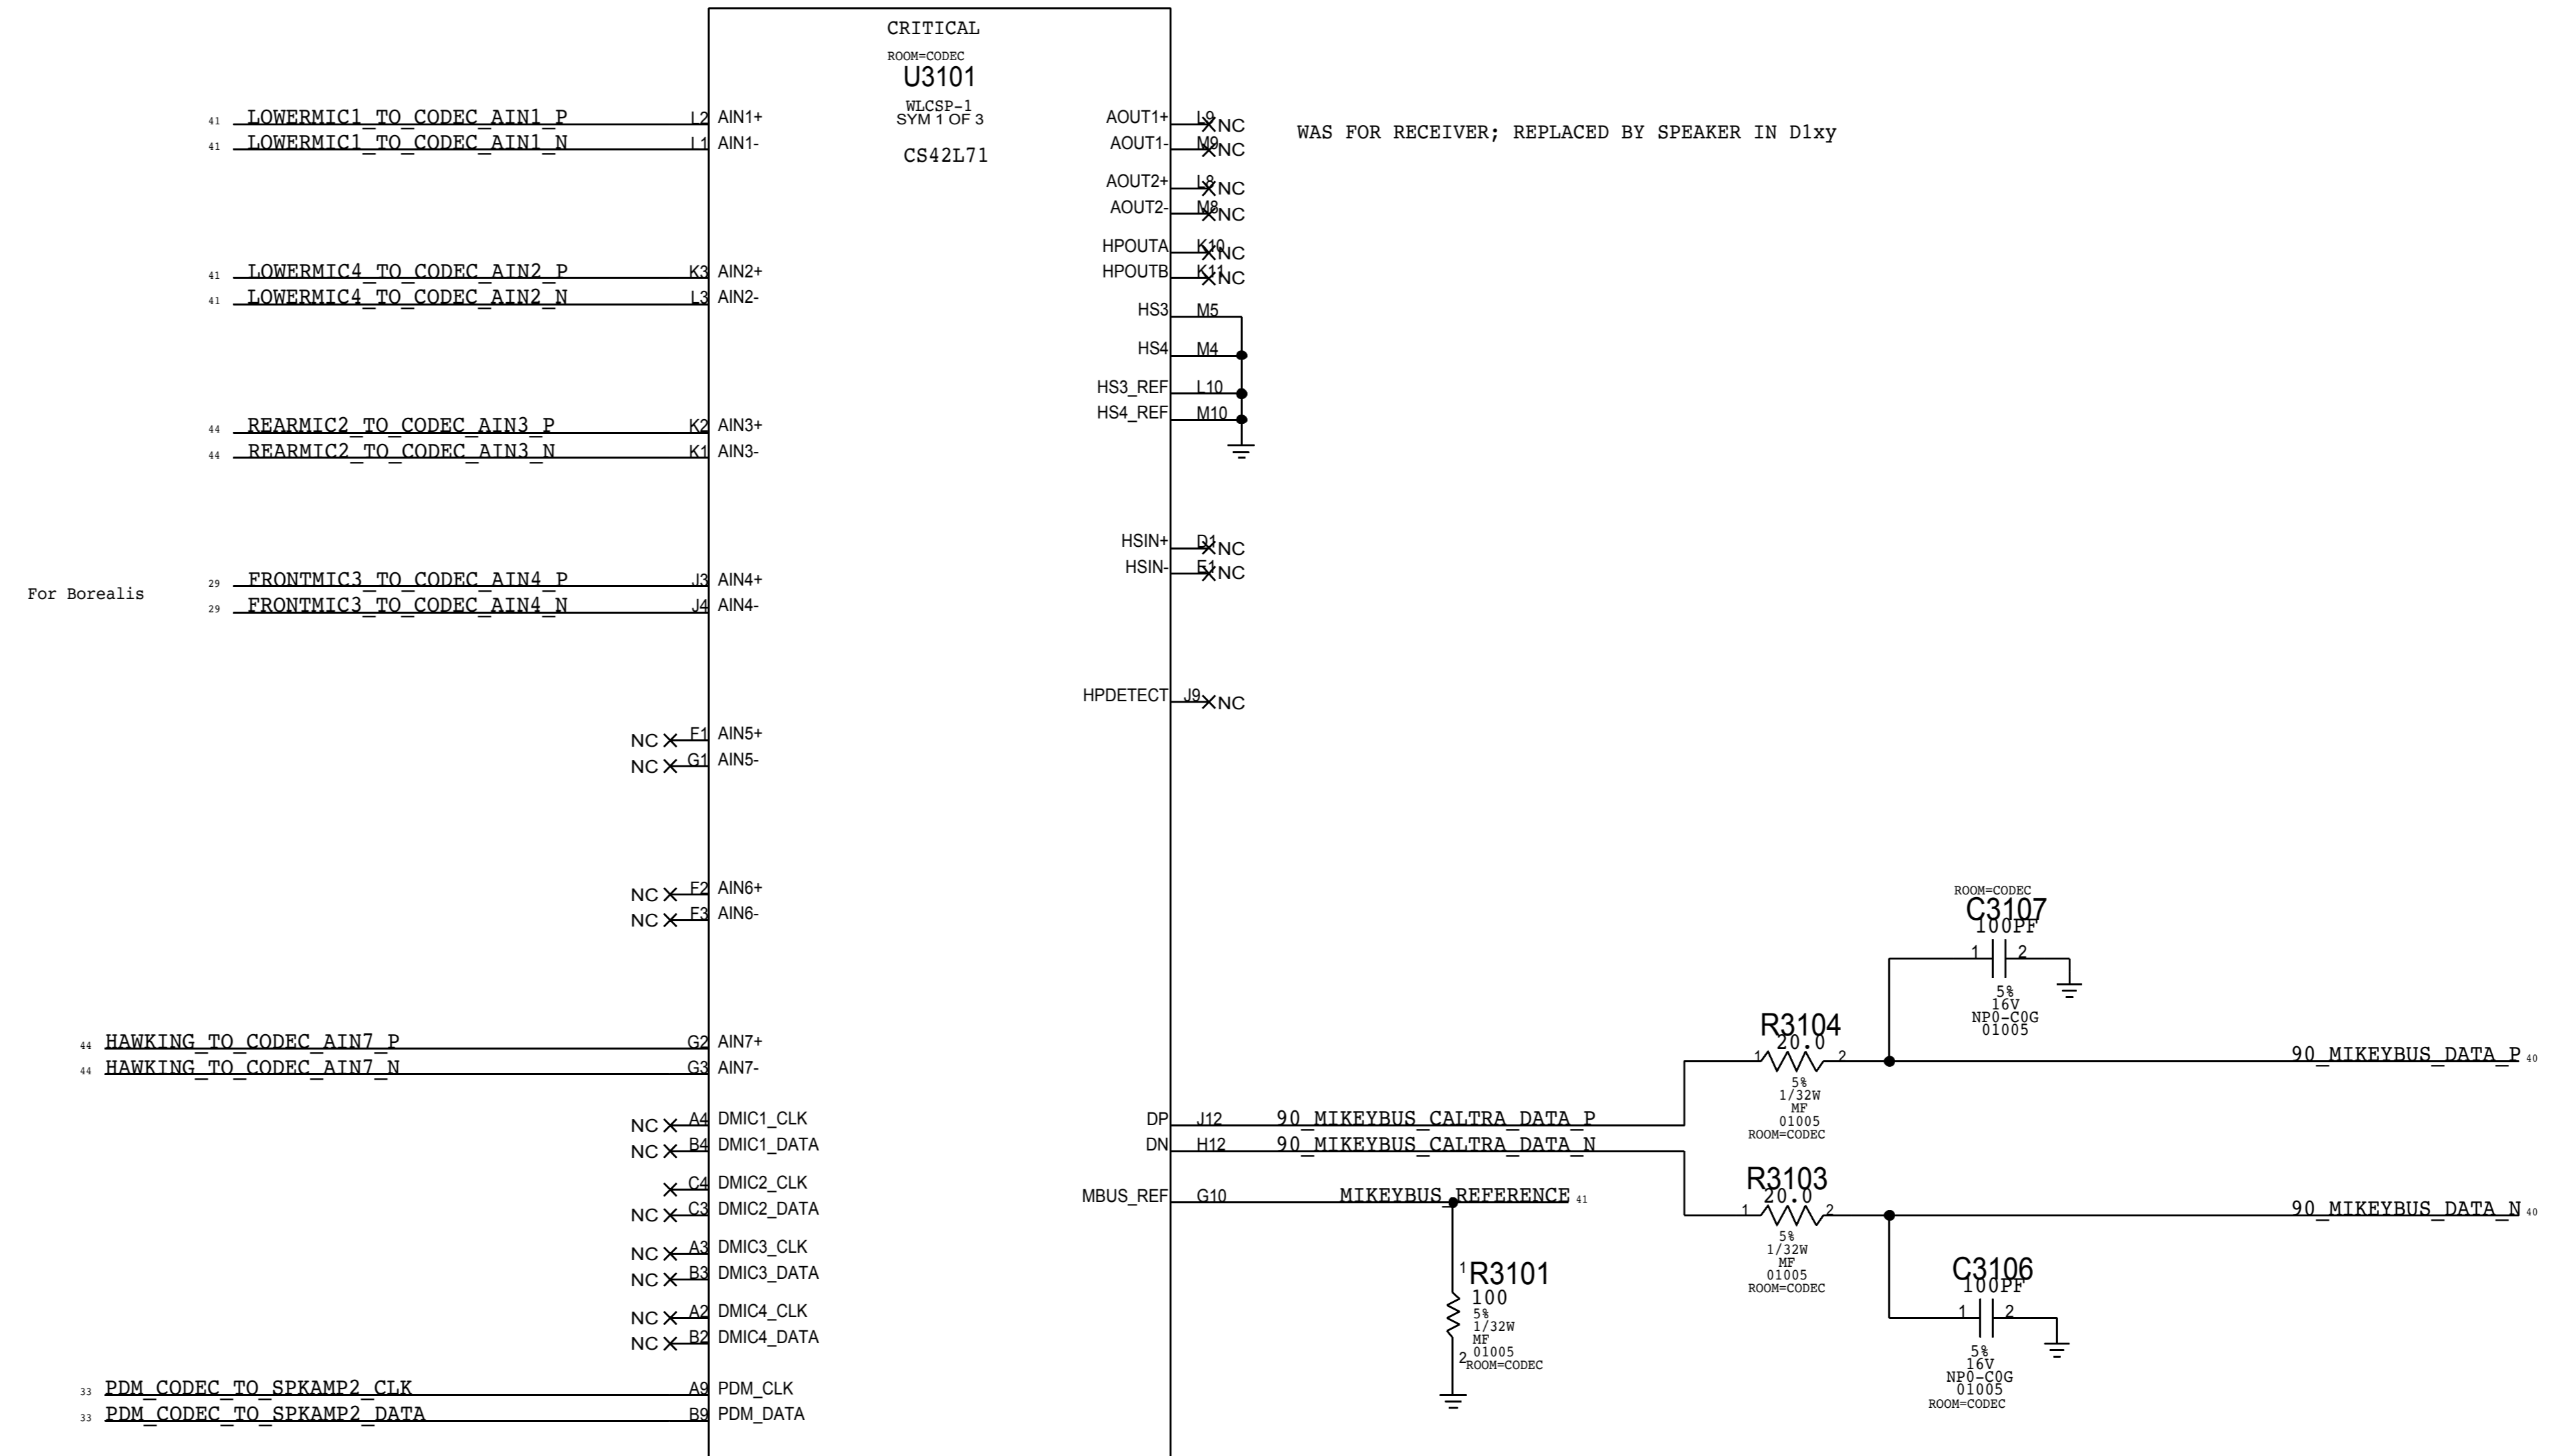 CRITICAL
ROOM=CODEC
U3101
WLCSP-1
SYM 1 OF 3
CS42L71
41 LOWERMIC1_TO_CODEC_AIN1_P L2 AIN1+
41 LOWERMIC1_TO_CODEC_AIN1_N L1 AIN1-
41 LOWERMIC4_TO_CODEC_AIN2_P K3 AIN2+
41 LOWERMIC4_TO_CODEC_AIN2_N L3 AIN2-
44 REARMIC2_TO_CODEC_AIN3_P K2 AIN3+
44 REARMIC2_TO_CODEC_AIN3_N K1 AIN3-
For Borealis
29 FRONTMIC3_TO_CODEC_AIN4_P J3 AIN4+
29 FRONTMIC3_TO_CODEC_AIN4_N J4 AIN4-
NC F1 AIN5+
NC G1 AIN5-
NC F2 AIN6+
NC F3 AIN6-
44 HAWKING_TO_CODEC_AIN7_P G2 AIN7+
44 HAWKING_TO_CODEC_AIN7_N G3 AIN7-
NC A4 DMIC1_CLK
NC B4 DMIC1_DATA
C4 DMIC2_CLK
NC C3 DMIC2_DATA
NC A3 DMIC3_CLK
NC B3 DMIC3_DATA
NC A2 DMIC4_CLK
NC B2 DMIC4_DATA
33 PDM_CODEC_TO_SPKAMP2_CLK A9 PDM_CLK
33 PDM_CODEC_TO_SPKAMP2_DATA B9 PDM_DATA
AOUT1+ L9 NC
AOUT1- M9 NC
WAS FOR RECEIVER; REPLACED BY SPEAKER IN D1xy
AOUT2+ L8 NC
AOUT2- M8 NC
HPOUTA K10 NC
HPOUTB K11 NC
HS3 M5
HS4 M4
HS3_REF L10
HS4_REF M10
HSIN+ D1 NC
HSIN- E1 NC
HPDETECT J9 NC
DP J12 90_MIKEYBUS_CALTRA_DATA_P
DN H12 90_MIKEYBUS_CALTRA_DATA_N
MBUS_REF G10 MIKEYBUS_REFERENCE 41
1 R3101
100
5%
1/32W
MF
01005
2 ROOM=CODEC
ROOM=CODEC
C3107
100PF
1 2
5%
16V
NP0-C0G
01005
R3104
20.0
1 2
5%
1/32W
MF
01005
ROOM=CODEC
90_MIKEYBUS_DATA_P 40
R3103
20.0
1 2
5%
1/32W
MF
01005
ROOM=CODEC
90_MIKEYBUS_DATA_N 40
C3106
100PF
1 2
5%
16V
NP0-C0G
01005
ROOM=CODEC